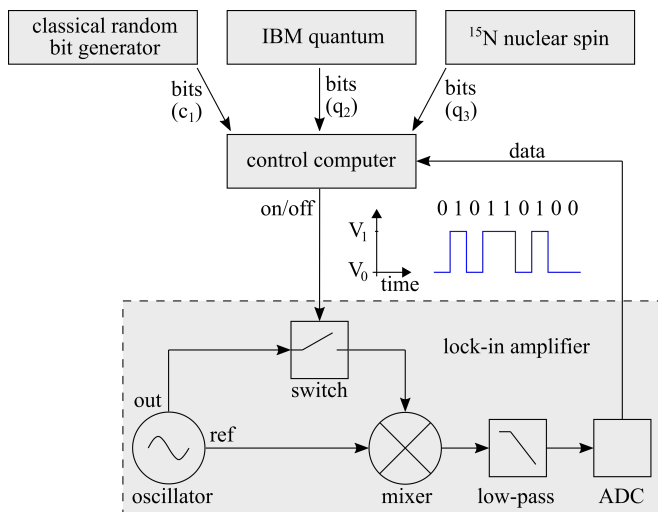 classical random
bit generator
IBM quantum
¹⁵N nuclear spin
bits
(c₁)
bits
(q₂)
bits
(q₃)
control computer
data
on/off
0 1 0 1 1 0 1 0 0
V₁
V₀
time
lock-in amplifier
switch
out
ref
oscillator
mixer
low-pass
ADC